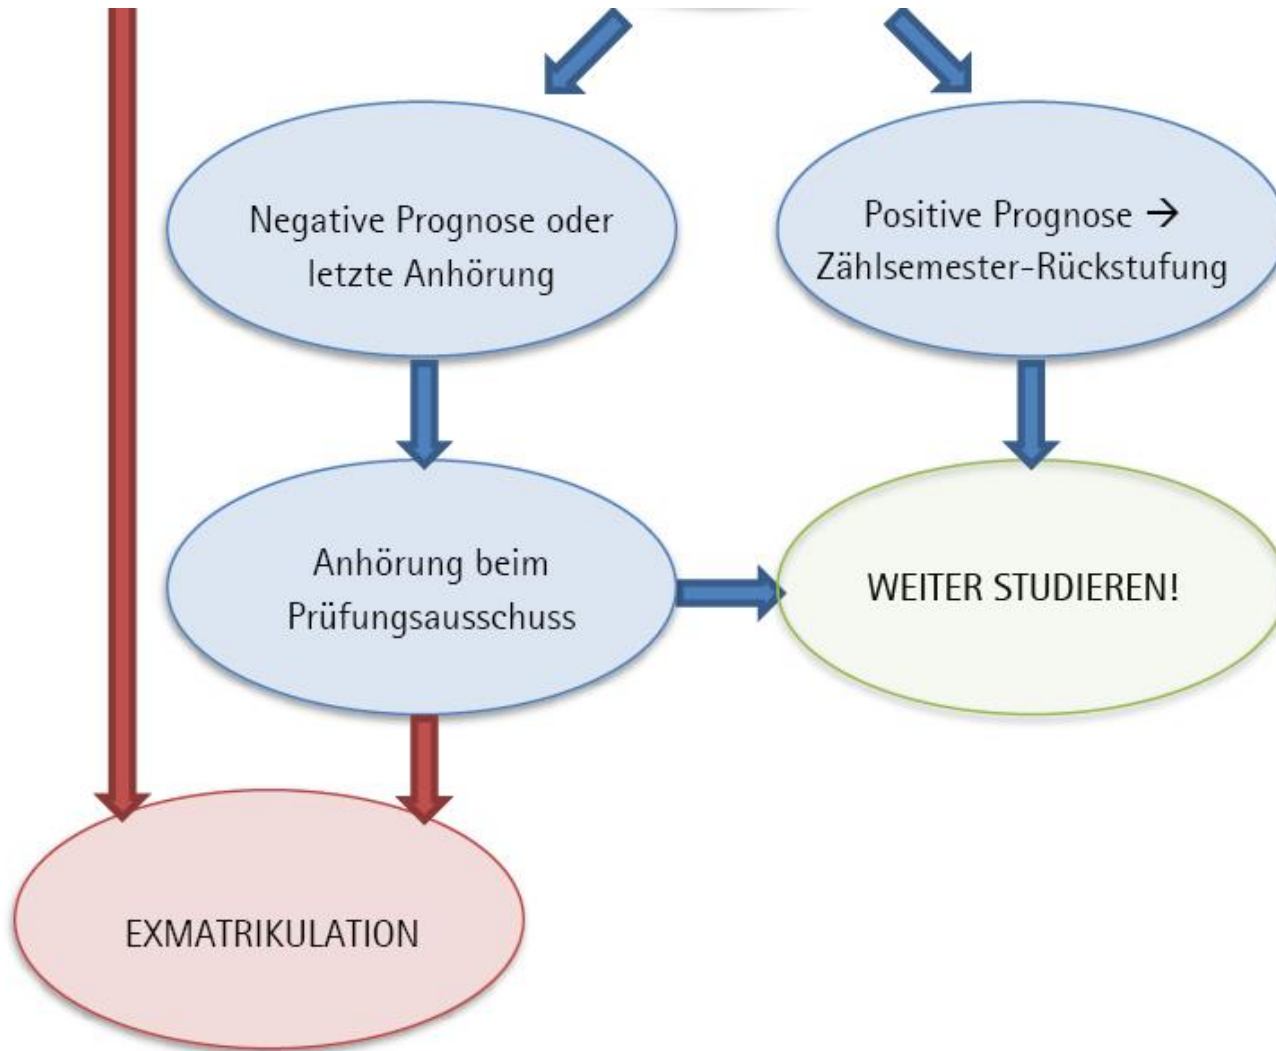 Negative Prognose oder
letzte Anhörung
Positive Prognose →
Zählsemester-Rückstufung
Anhörung beim
Prüfungsausschuss
WEITER STUDIEREN!
EXMATRIKULATION